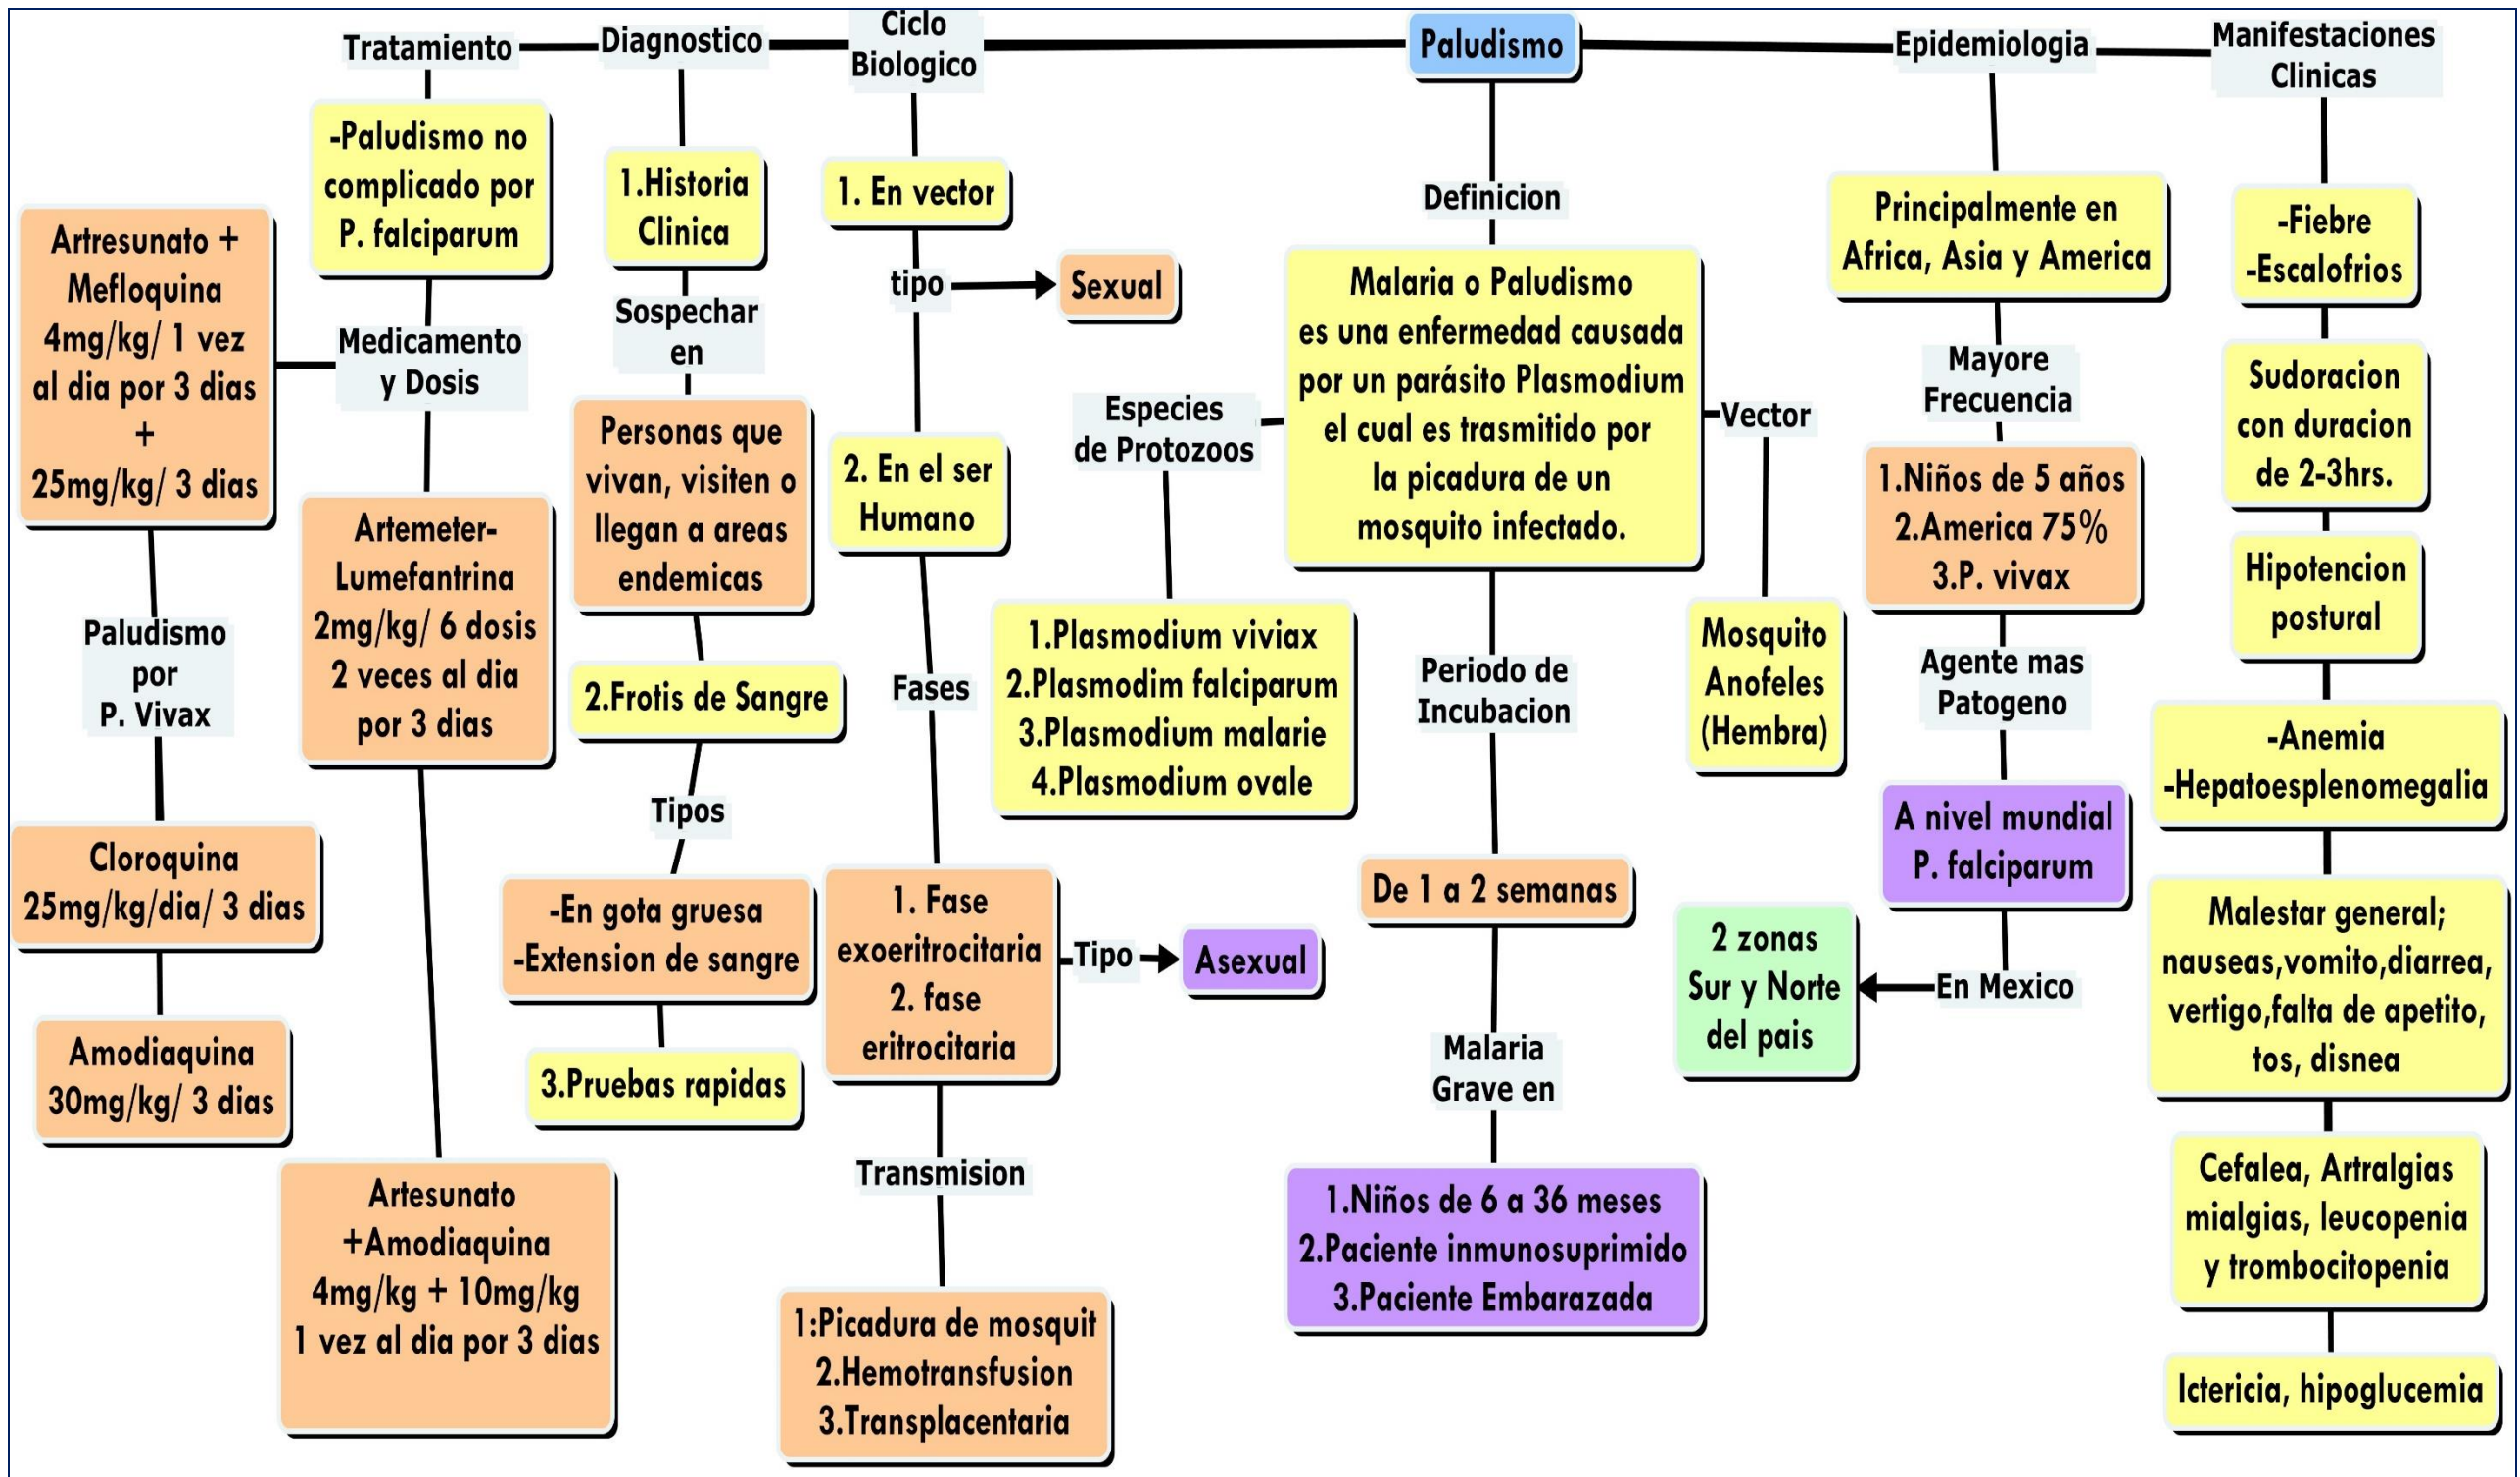 Paludismo
Tratamiento
-Paludismo no
complicado por
P. falciparum
Medicamento
y Dosis
Artresunato +
Mefloquina
4mg/kg/ 1 vez
al dia por 3 dias
+
25mg/kg/ 3 dias
Paludismo
por
P. Vivax
Cloroquina
25mg/kg/dia/ 3 dias
Amodiaquina
30mg/kg/ 3 dias
Artemeter-
Lumefantrina
2mg/kg/ 6 dosis
2 veces al dia
por 3 dias
Artesunato
+Amodiaquina
4mg/kg + 10mg/kg
1 vez al dia por 3 dias
Diagnostico
1.Historia
Clinica
Sospechar
en
Personas que
vivan, visiten o
llegan a areas
endemicas
2.Frotis de Sangre
Tipos
-En gota gruesa
-Extension de sangre
3.Pruebas rapidas
Ciclo
Biologico
1. En vector
tipo
Sexual
2. En el ser
Humano
Fases
1. Fase
exoeritrocitaria
2. fase
eritrocitaria
Tipo
Asexual
Transmision
1:Picadura de mosquit
2.Hemotransfusion
3.Transplacentaria
Definicion
Malaria o Paludismo
es una enfermedad causada
por un parásito Plasmodium
el cual es trasmitido por
la picadura de un
mosquito infectado.
Especies
de Protozoos
1.Plasmodium viviax
2.Plasmodim falciparum
3.Plasmodium malarie
4.Plasmodium ovale
Vector
Mosquito
Anofeles
(Hembra)
Periodo de
Incubacion
De 1 a 2 semanas
Malaria
Grave en
1.Niños de 6 a 36 meses
2.Paciente inmunosuprimido
3.Paciente Embarazada
Epidemiologia
Principalmente en
Africa, Asia y America
Mayore
Frecuencia
1.Niños de 5 años
2.America 75%
3.P. vivax
Agente mas
Patogeno
A nivel mundial
P. falciparum
En Mexico
2 zonas
Sur y Norte
del pais
Manifestaciones
Clinicas
-Fiebre
-Escalofrios
Sudoracion
con duracion
de 2-3hrs.
Hipotencion
postural
-Anemia
-Hepatoesplenomegalia
Malestar general;
nauseas,vomito,diarrea,
vertigo,falta de apetito,
tos, disnea
Cefalea, Artralgias
mialgias, leucopenia
y trombocitopenia
Ictericia, hipoglucemia